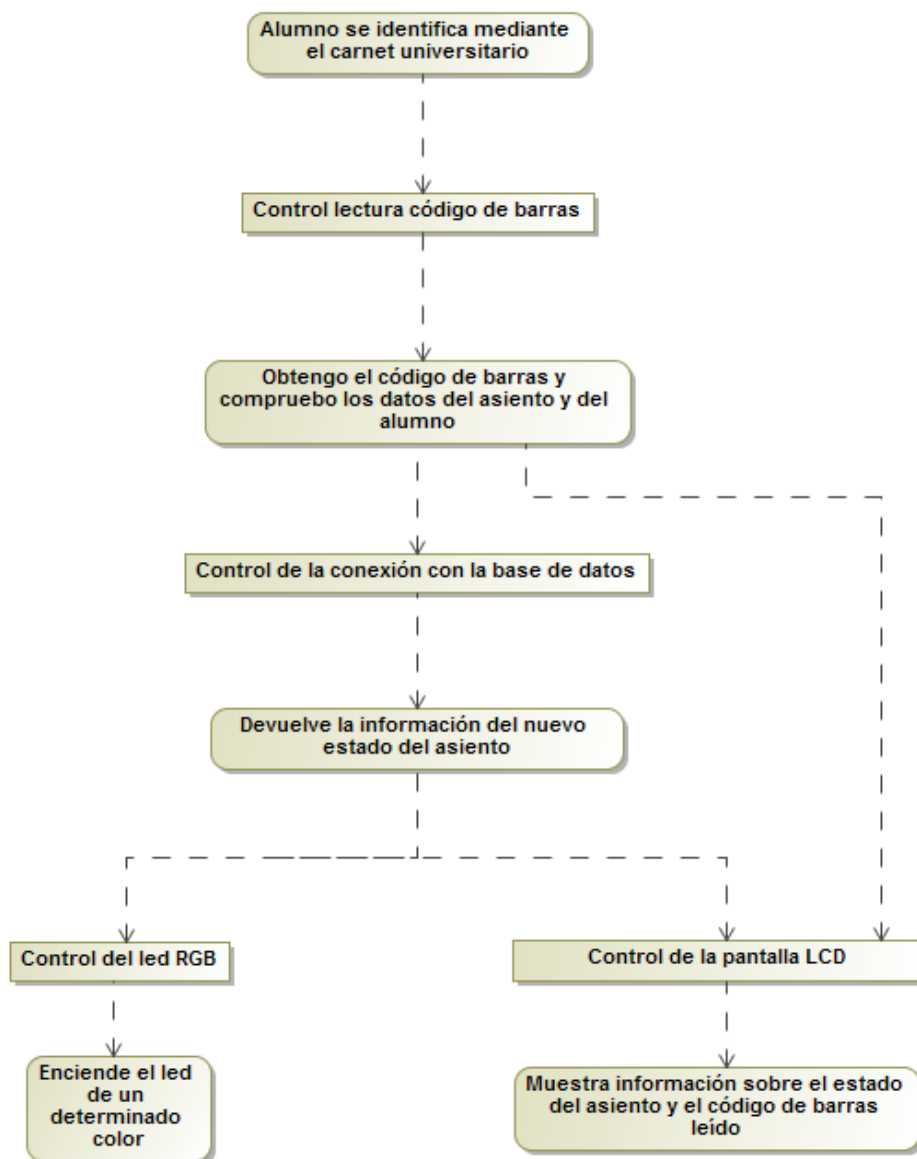 Alumno se identifica mediante
el carnet universitario
Control lectura código de barras
Obtengo el código de barras y
compruebo los datos del asiento y del
alumno
Control de la conexión con la base de datos
Devuelve la información del nuevo
estado del asiento
Control del led RGB
Control de la pantalla LCD
Enciende el led
de un
determinado
color
Muestra información sobre el estado
del asiento y el código de barras
leído